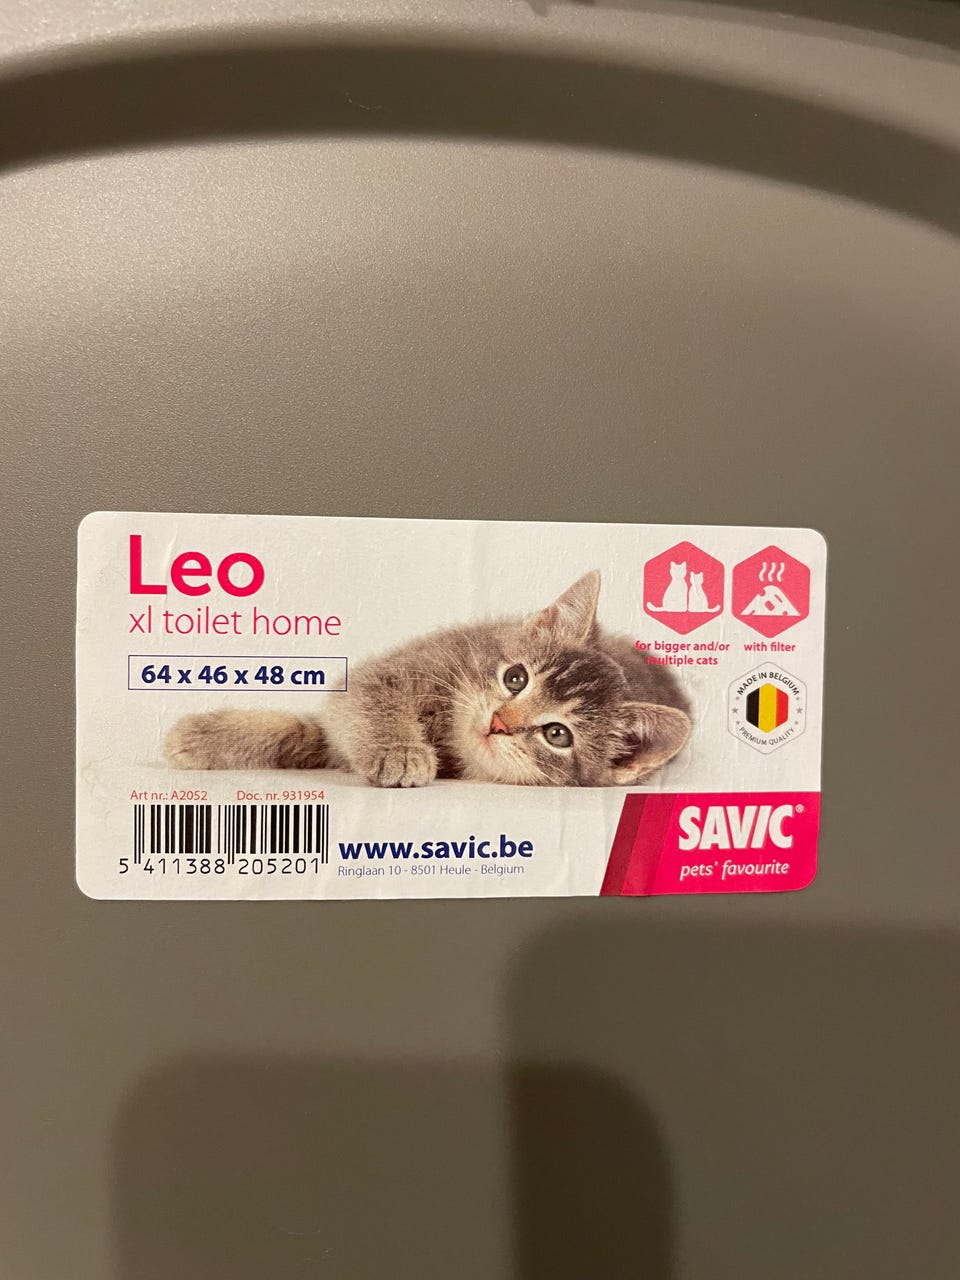 Leo
xl toilet home
64 x 46 x 48 cm
for bigger and/or
multiple cats
with filter
MADE IN BELGIUM
PREMIUM QUALITY
Art nr.: A2052 Doc. nr. 931954
5 411388 205201
www.savic.be
Ringlaan 10 - 8501 Heule - Belgium
SAVIC®
pets' favourite